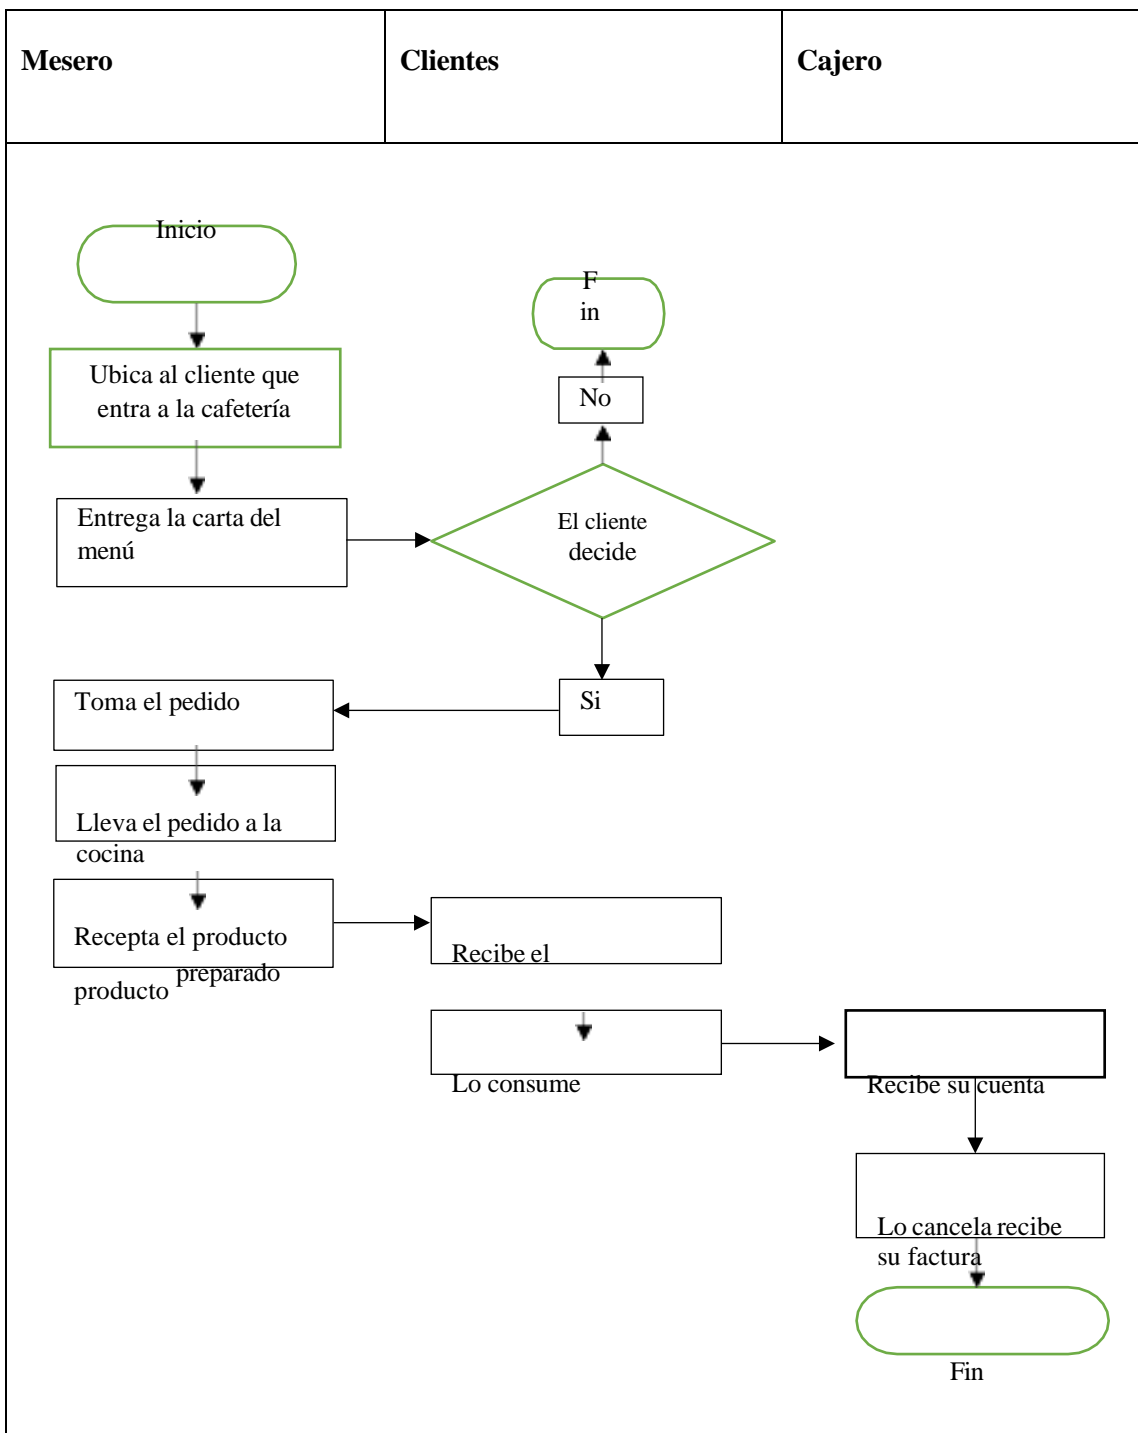 Mesero
Clientes
Cajero
Inicio
F
in
Ubica al cliente que
entra a la cafetería
No
Entrega la carta del
menú
El cliente
decide
Toma el pedido
Si
Lleva el pedido a la
cocina
Recepta el producto
preparado
Recibe el
producto
Lo consume
Recibe su cuenta
Lo cancela recibe
su factura
Fin